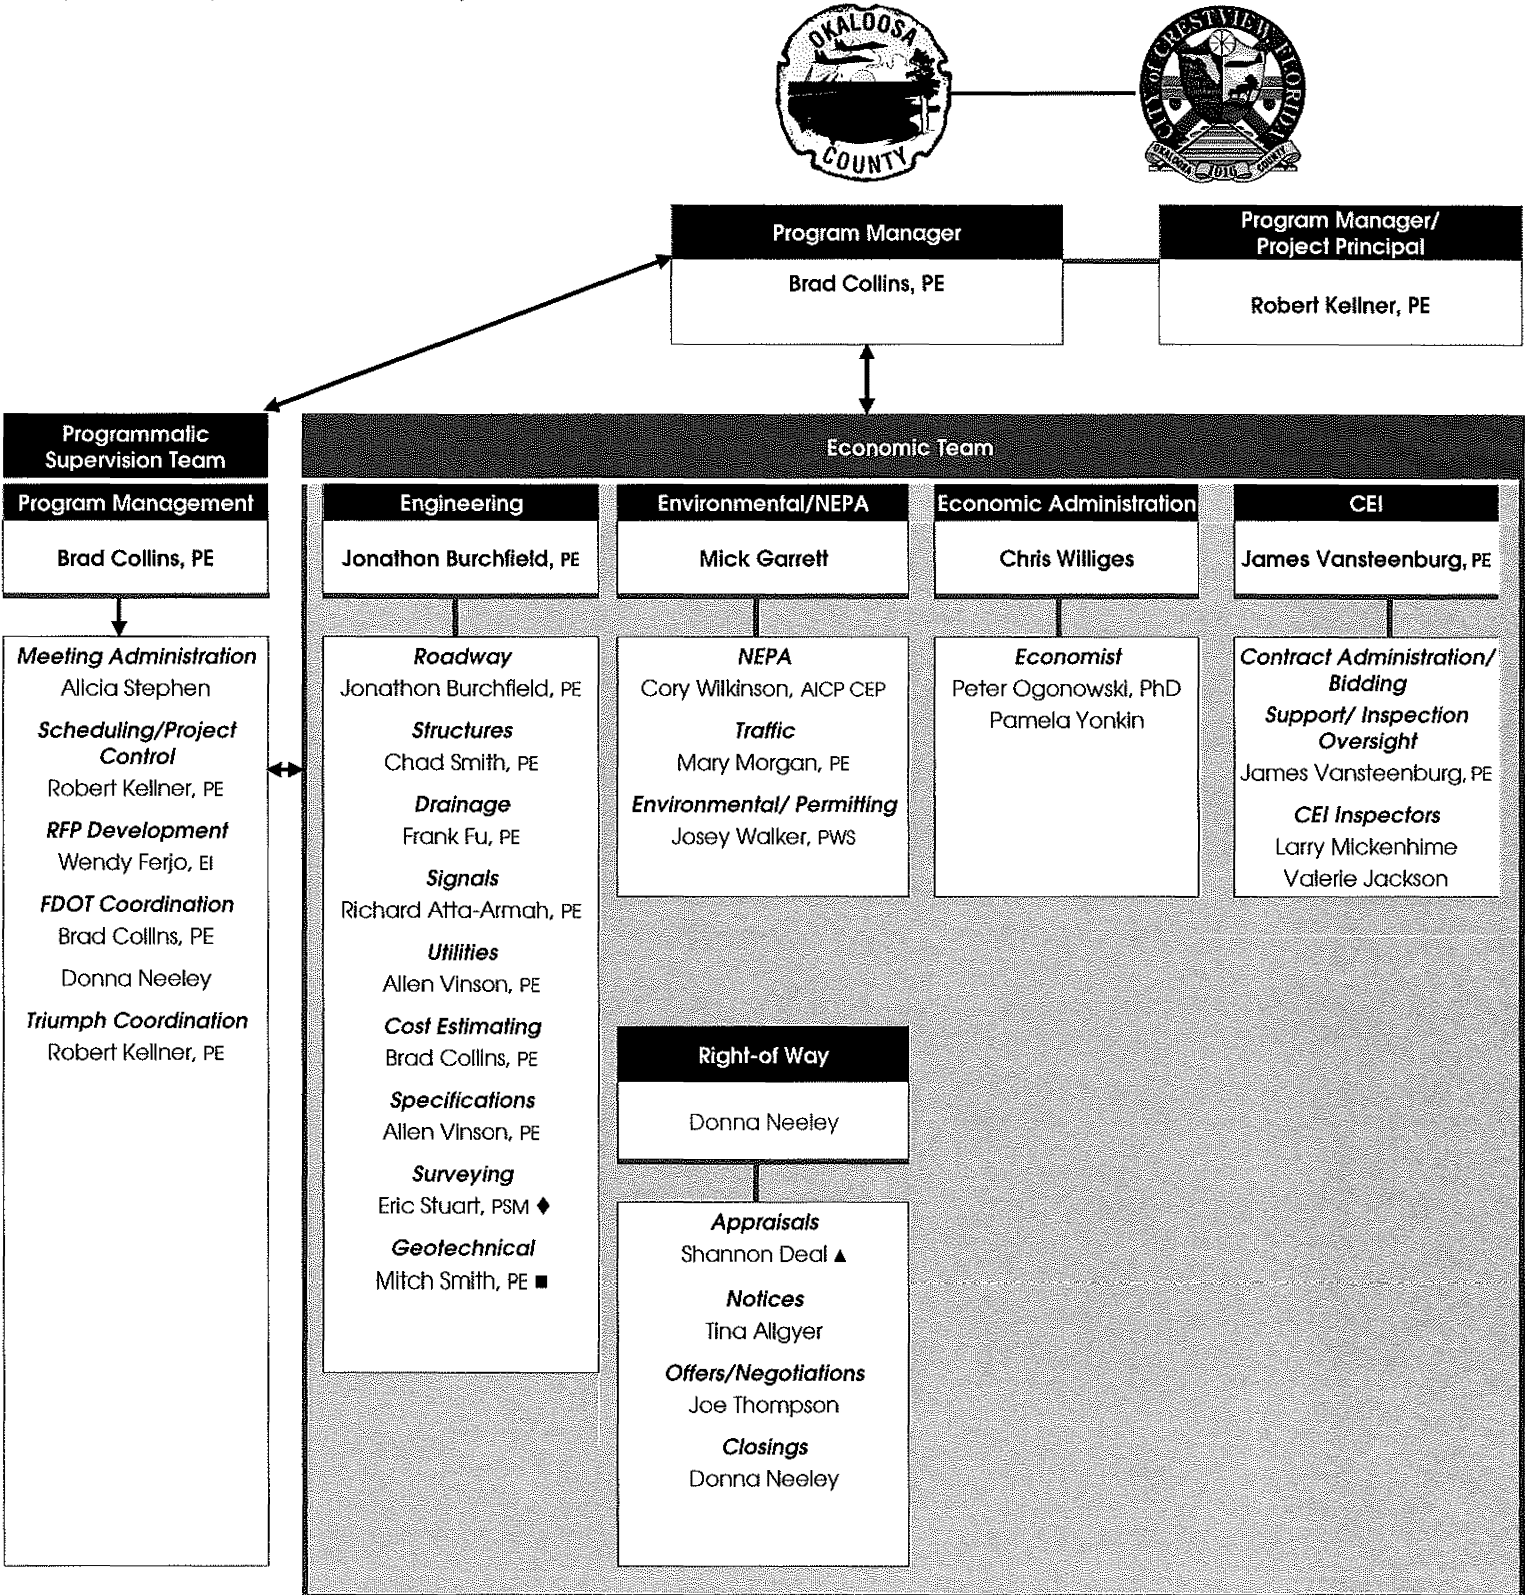 OKALOOSA
COUNTY
CITY of CRESTVIEW, FLORIDA
OKALOOSA
COUNTY
1916
Program Manager
Brad Collins, PE
Program Manager/
Project Principal
Robert Kellner, PE
Programmatic
Supervision Team
Program Management
Brad Collins, PE
Meeting Administration
Alicia Stephen
Scheduling/Project
Control
Robert Kellner, PE
RFP Development
Wendy Ferjo, EI
FDOT Coordination
Brad Collins, PE
Donna Neeley
Triumph Coordination
Robert Kellner, PE
Economic Team
Engineering
Jonathon Burchfield, PE
Roadway
Jonathon Burchfield, PE
Structures
Chad Smith, PE
Drainage
Frank Fu, PE
Signals
Richard Atta-Armah, PE
Utilities
Allen Vinson, PE
Cost Estimating
Brad Collins, PE
Specifications
Allen Vinson, PE
Surveying
Eric Stuart, PSM ♦
Geotechnical
Mitch Smith, PE ■
Environmental/NEPA
Mick Garrett
NEPA
Cory Wilkinson, AICP CEP
Traffic
Mary Morgan, PE
Environmental/ Permitting
Josey Walker, PWS
Right-of Way
Donna Neeley
Appraisals
Shannon Deal ▲
Notices
Tina Allgyer
Offers/Negotiations
Joe Thompson
Closings
Donna Neeley
Economic Administration
Chris Williges
Economist
Peter Ogonowski, PhD
Pamela Yonkin
CEI
James Vansteenburg, PE
Contract Administration/
Bidding
Support/ Inspection
Oversight
James Vansteenburg, PE
CEI Inspectors
Larry Mickenhime
Valerie Jackson